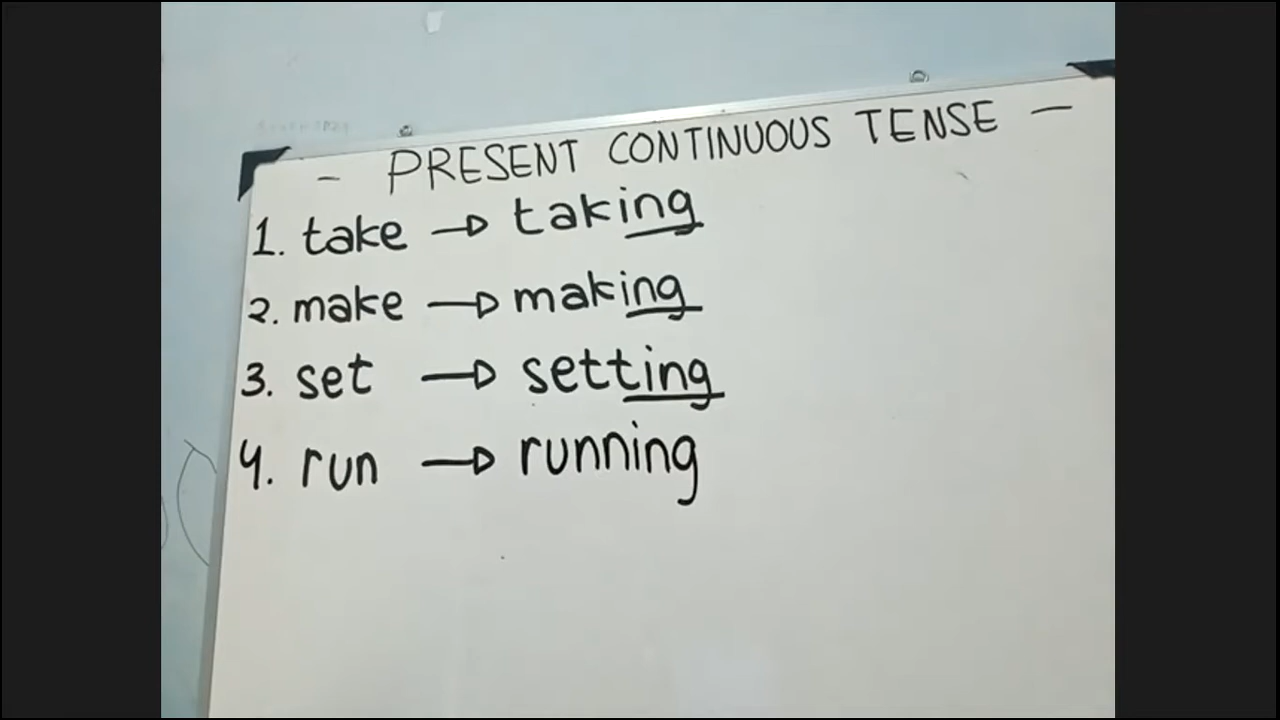 - PRESENT CONTINUOUS TENSE -
1. take → taking
2. make → making
3. set → setting
4. run → running